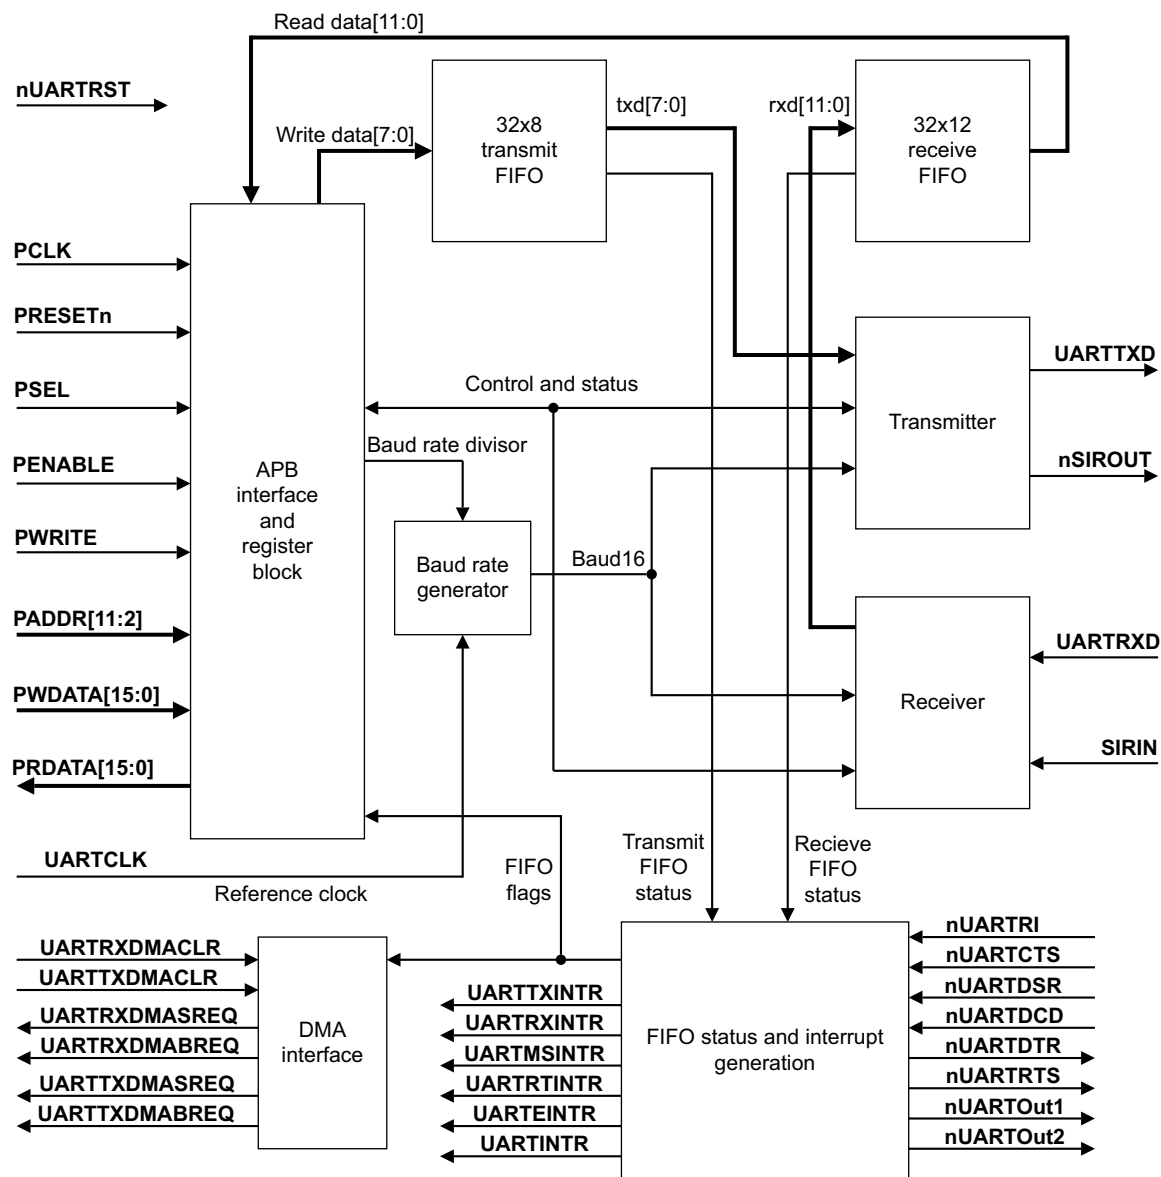 Read data[11:0]
nUARTRST
Write data[7:0]
32x8
transmit
FIFO
txd[7:0]
rxd[11:0]
32x12
receive
FIFO
PCLK
PRESETn
PSEL
PENABLE
PWRITE
PADDR[11:2]
PWDATA[15:0]
PRDATA[15:0]
APB
interface
and
register
block
Control and status
Baud rate divisor
Baud rate
generator
Baud16
Transmitter
UARTTXD
nSIROUT
Receiver
UARTRXD
SIRIN
UARTCLK
Reference clock
FIFO
flags
Transmit
FIFO
status
Recieve
FIFO
status
UARTRXDMACLR
UARTTXDMACLR
UARTRXDMASREQ
UARTRXDMABREQ
UARTTXDMASREQ
UARTTXDMABREQ
DMA
interface
UARTTXINTR
UARTRXINTR
UARTMSINTR
UARTRTINTR
UARTEINTR
UARTINTR
FIFO status and interrupt
generation
nUARTRI
nUARTCTS
nUARTDSR
nUARTDCD
nUARTDTR
nUARTRTS
nUARTOut1
nUARTOut2